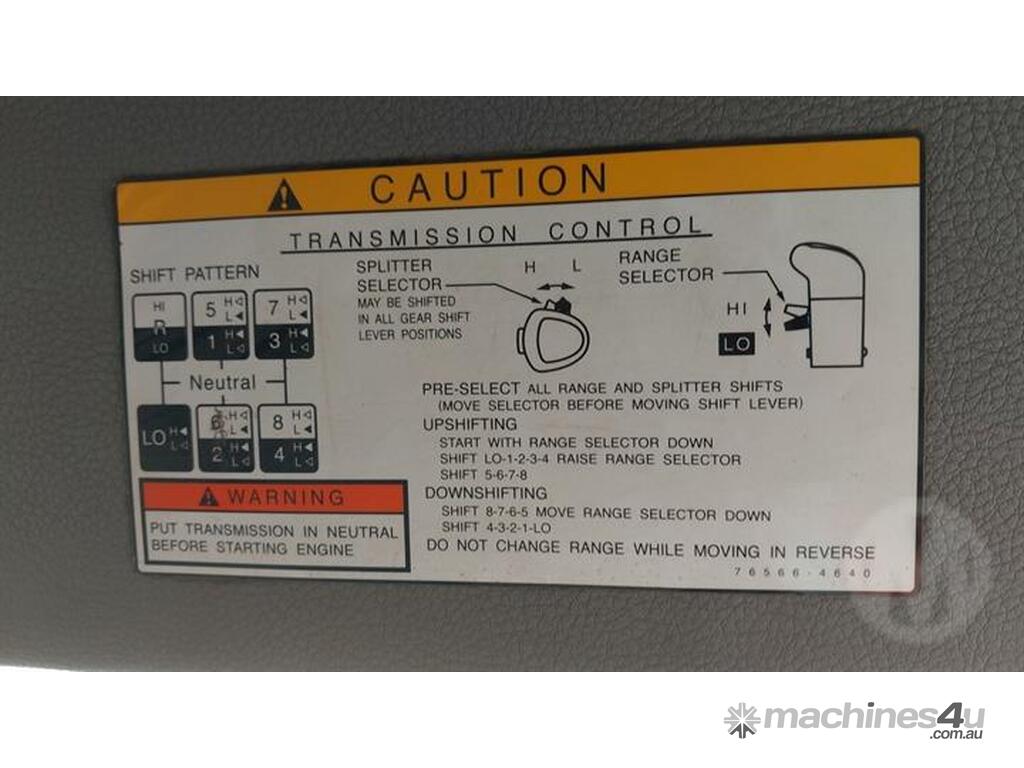 CAUTION
TRANSMISSION CONTROL
SHIFT PATTERN
HI
R
LO
5 H L
1 H L
7 H L
3 H L
Neutral
LO H L
6 H L
2 H L
8 H L
4 H L
WARNING
PUT TRANSMISSION IN NEUTRAL
BEFORE STARTING ENGINE
SPLITTER
SELECTOR
MAY BE SHIFTED
IN ALL GEAR SHIFT
LEVER POSITIONS
H L
RANGE
SELECTOR
HI
LO
PRE-SELECT ALL RANGE AND SPLITTER SHIFTS
(MOVE SELECTOR BEFORE MOVING SHIFT LEVER)
UPSHIFTING
START WITH RANGE SELECTOR DOWN
SHIFT LO-1-2-3-4 RAISE RANGE SELECTOR
SHIFT 5-6-7-8
DOWNSHIFTING
SHIFT 8-7-6-5 MOVE RANGE SELECTOR DOWN
SHIFT 4-3-2-1-LO
DO NOT CHANGE RANGE WHILE MOVING IN REVERSE
76566-4640
machines4u
.com.au